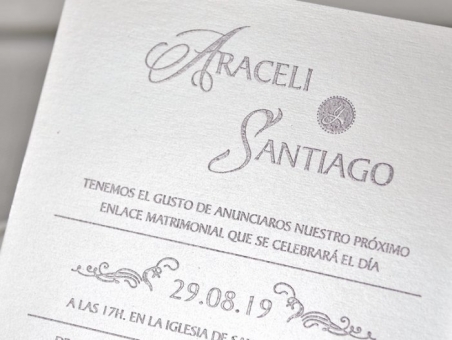 ARACELI
SANTIAGO
TENEMOS EL GUSTO DE ANUNCIAROS NUESTRO PRÓXIMO
ENLACE MATRIMONIAL QUE SE CELEBRARÁ EL DÍA
29.08.19
A LAS 17H. EN LA IGLESIA DE